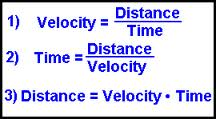 1) Velocity = Distance
Time
2) Time = Distance
Velocity
3) Distance = Velocity • Time